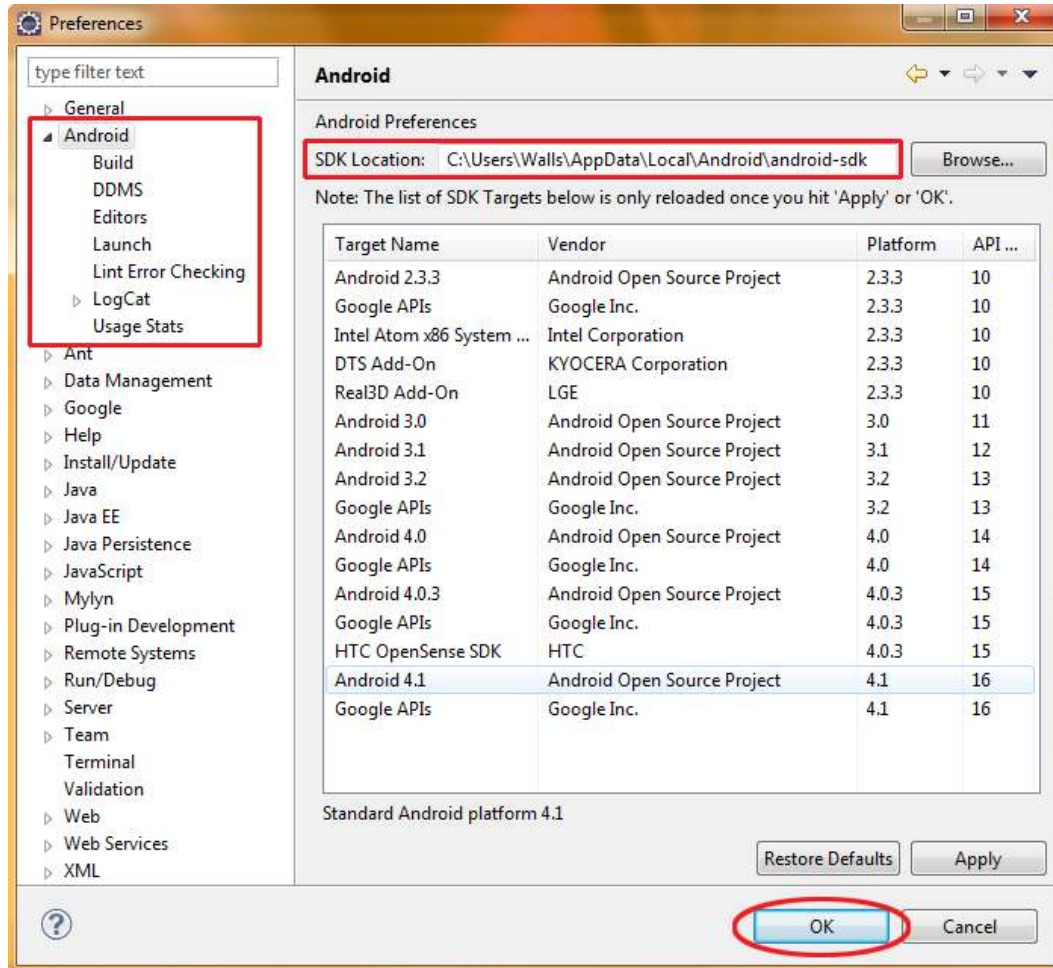 Preferences
type filter text
General
Android
Build
DDMS
Editors
Launch
Lint Error Checking
LogCat
Usage Stats
Ant
Data Management
Google
Help
Install/Update
Java
Java EE
Java Persistence
JavaScript
Mylyn
Plug-in Development
Remote Systems
Run/Debug
Server
Team
Terminal
Validation
Web
Web Services
XML
Android
Android Preferences
SDK Location: C:\Users\Walls\AppData\Local\Android\android-sdk Browse...
Note: The list of SDK Targets below is only reloaded once you hit 'Apply' or 'OK'.
Target Name Vendor Platform API ...
Android 2.3.3 Android Open Source Project 2.3.3 10
Google APIs Google Inc. 2.3.3 10
Intel Atom x86 System ... Intel Corporation 2.3.3 10
DTS Add-On KYOCERA Corporation 2.3.3 10
Real3D Add-On LGE 2.3.3 10
Android 3.0 Android Open Source Project 3.0 11
Android 3.1 Android Open Source Project 3.1 12
Android 3.2 Android Open Source Project 3.2 13
Google APIs Google Inc. 3.2 13
Android 4.0 Android Open Source Project 4.0 14
Google APIs Google Inc. 4.0 14
Android 4.0.3 Android Open Source Project 4.0.3 15
Google APIs Google Inc. 4.0.3 15
HTC OpenSense SDK HTC 4.0.3 15
Android 4.1 Android Open Source Project 4.1 16
Google APIs Google Inc. 4.1 16
Standard Android platform 4.1
Restore Defaults Apply
? OK Cancel